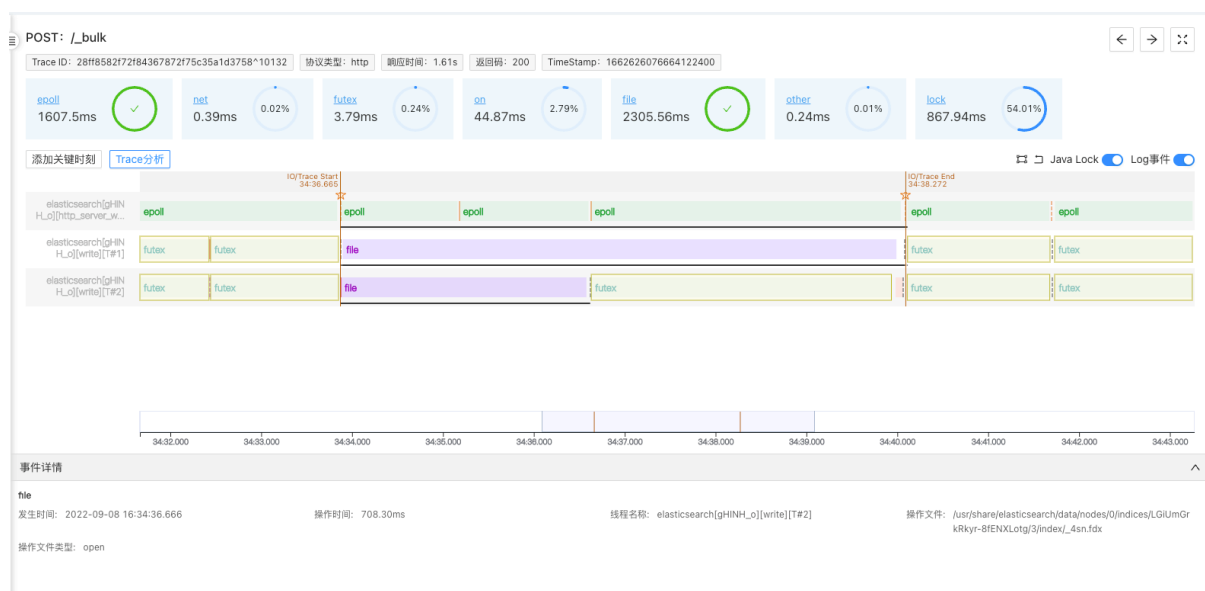 POST: /_bulk
Trace ID: 28ff8582f72f84367872f75c35a1d3758^10132 协议类型: http 响应时间: 1.61s 返回码: 200 TimeStamp: 1662626076664122400
epoll net futex on file other lock
1607.5ms 0.39ms 0.02% 3.79ms 0.24% 44.87ms 2.79% 2305.56ms 0.24ms 0.01% 867.94ms 54.01%
添加关键时刻 Trace分析 Java Lock Log事件
IO/Trace Start IO/Trace End
34:36.665 34:38.272
elasticsearch[gHIN
H_o][http_server_w... epoll epoll epoll epoll epoll epoll
elasticsearch[gHIN
H_o][write][T#1] futex futex file futex futex
elasticsearch[gHIN
H_o][write][T#2] futex futex file futex futex futex
34:32.000 34:33.000 34:34.000 34:35.000 34:36.000 34:37.000 34:38.000 34:39.000 34:40.000 34:41.000 34:42.000 34:43.000
事件详情
file
发生时间: 2022-09-08 16:34:36.666 操作时间: 708.30ms 线程名称: elasticsearch[gHINH_o][write][T#2] 操作文件: /usr/share/elasticsearch/data/nodes/0/indices/LGiUmGr
kRkyr-8fENXLotg/3/index/_4sn.fdx
操作文件类型: open